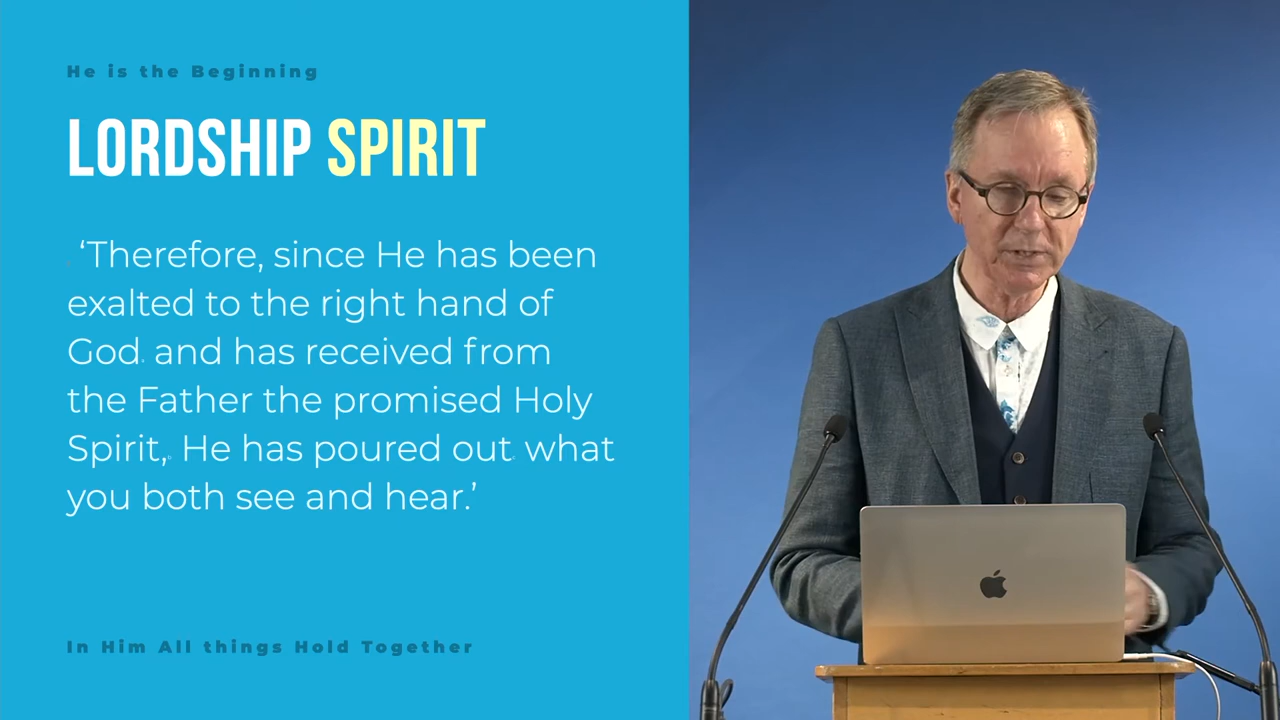 He is the Beginning
LORDSHIP SPIRIT
‘Therefore, since He has been
exalted to the right hand of
God and has received from
the Father the promised Holy
Spirit, He has poured out what
you both see and hear.’
In Him All things Hold Together